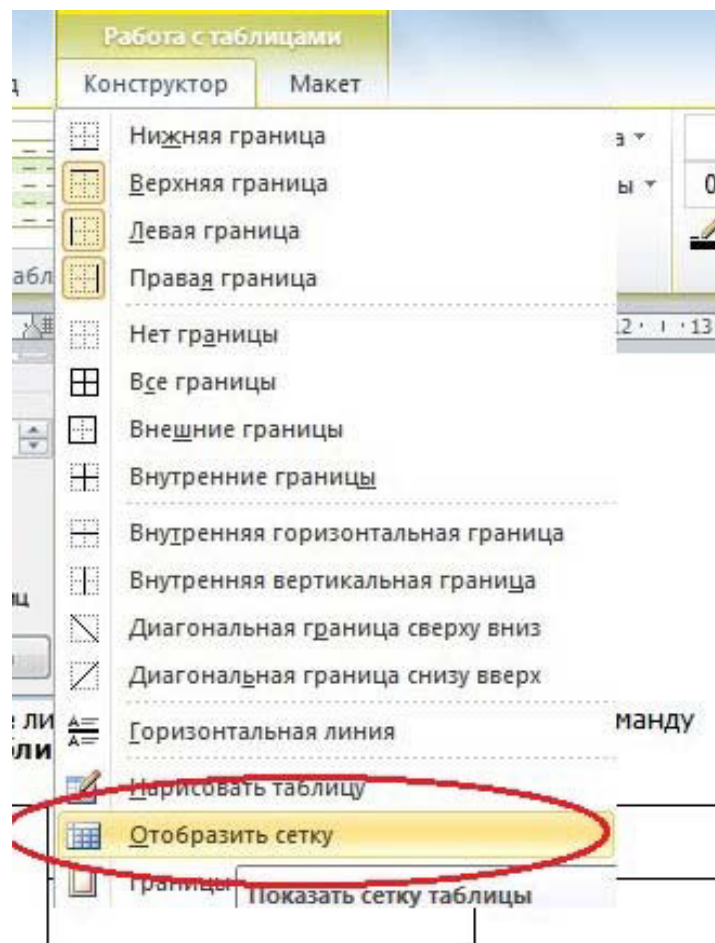 Работа с таблицами
Конструктор Макет
Нижняя граница
Верхняя граница
Левая граница
Правая граница
Нет границы
Все границы
Внешние границы
Внутренние границы
Внутренняя горизонтальная граница
Внутренняя вертикальная граница
Диагональная граница сверху вниз
Диагональная граница снизу вверх
Горизонтальная линия
Нарисовать таблицу
Отобразить сетку
Границы
Показать сетку таблицы